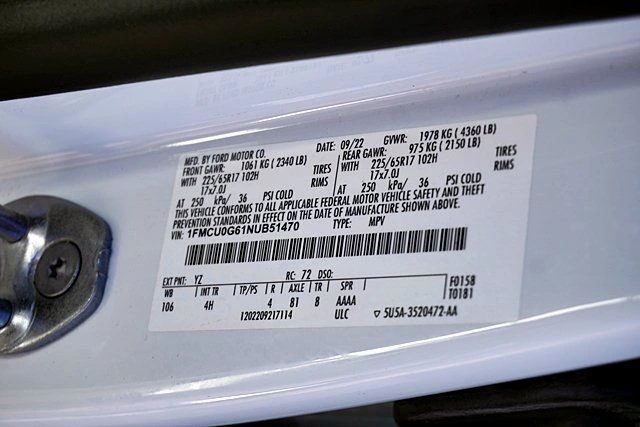 MFD. BY FORD MOTOR CO. DATE: 09/22 GVWR: 1978 KG ( 4360 LB)
FRONT GAWR: 1061 KG ( 2340 LB) REAR GAWR: 975 KG ( 2150 LB)
WITH 225/65R17 102H TIRES WITH 225/65R17 102H TIRES
17x7.0J RIMS 17x7.0J RIMS
AT 250 kPa/ 36 PSI COLD AT 250 kPa/ 36 PSI COLD
THIS VEHICLE CONFORMS TO ALL APPLICABLE FEDERAL MOTOR VEHICLE SAFETY AND THEFT
PREVENTION STANDARDS IN EFFECT ON THE DATE OF MANUFACTURE SHOWN ABOVE.
VIN: 1FMCU0G61NUB51470 TYPE: MPV
EXT PNT: YZ RC: 72 DSO:
WB INT TR TP/PS R AXLE TR SPR F0158
106 4H 4 81 8 AAAA T0181
1202209217114 ULC ▽ 5U5A-3520472-AA